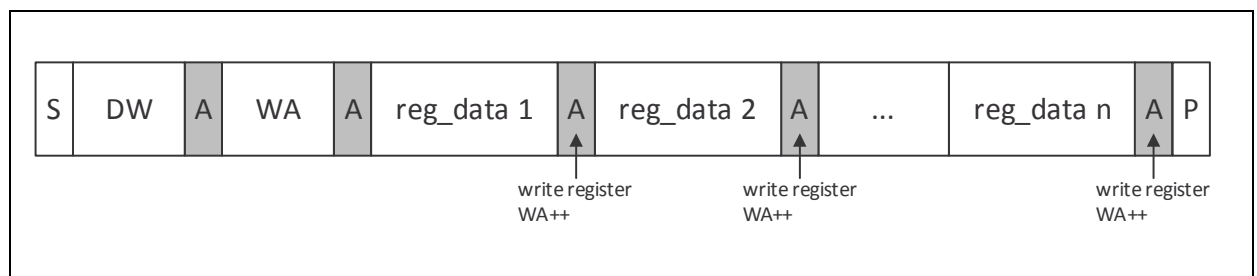 S DW A WA A reg_data 1 A reg_data 2 A ... reg_data n A P
write register write register write register
WA++ WA++ WA++